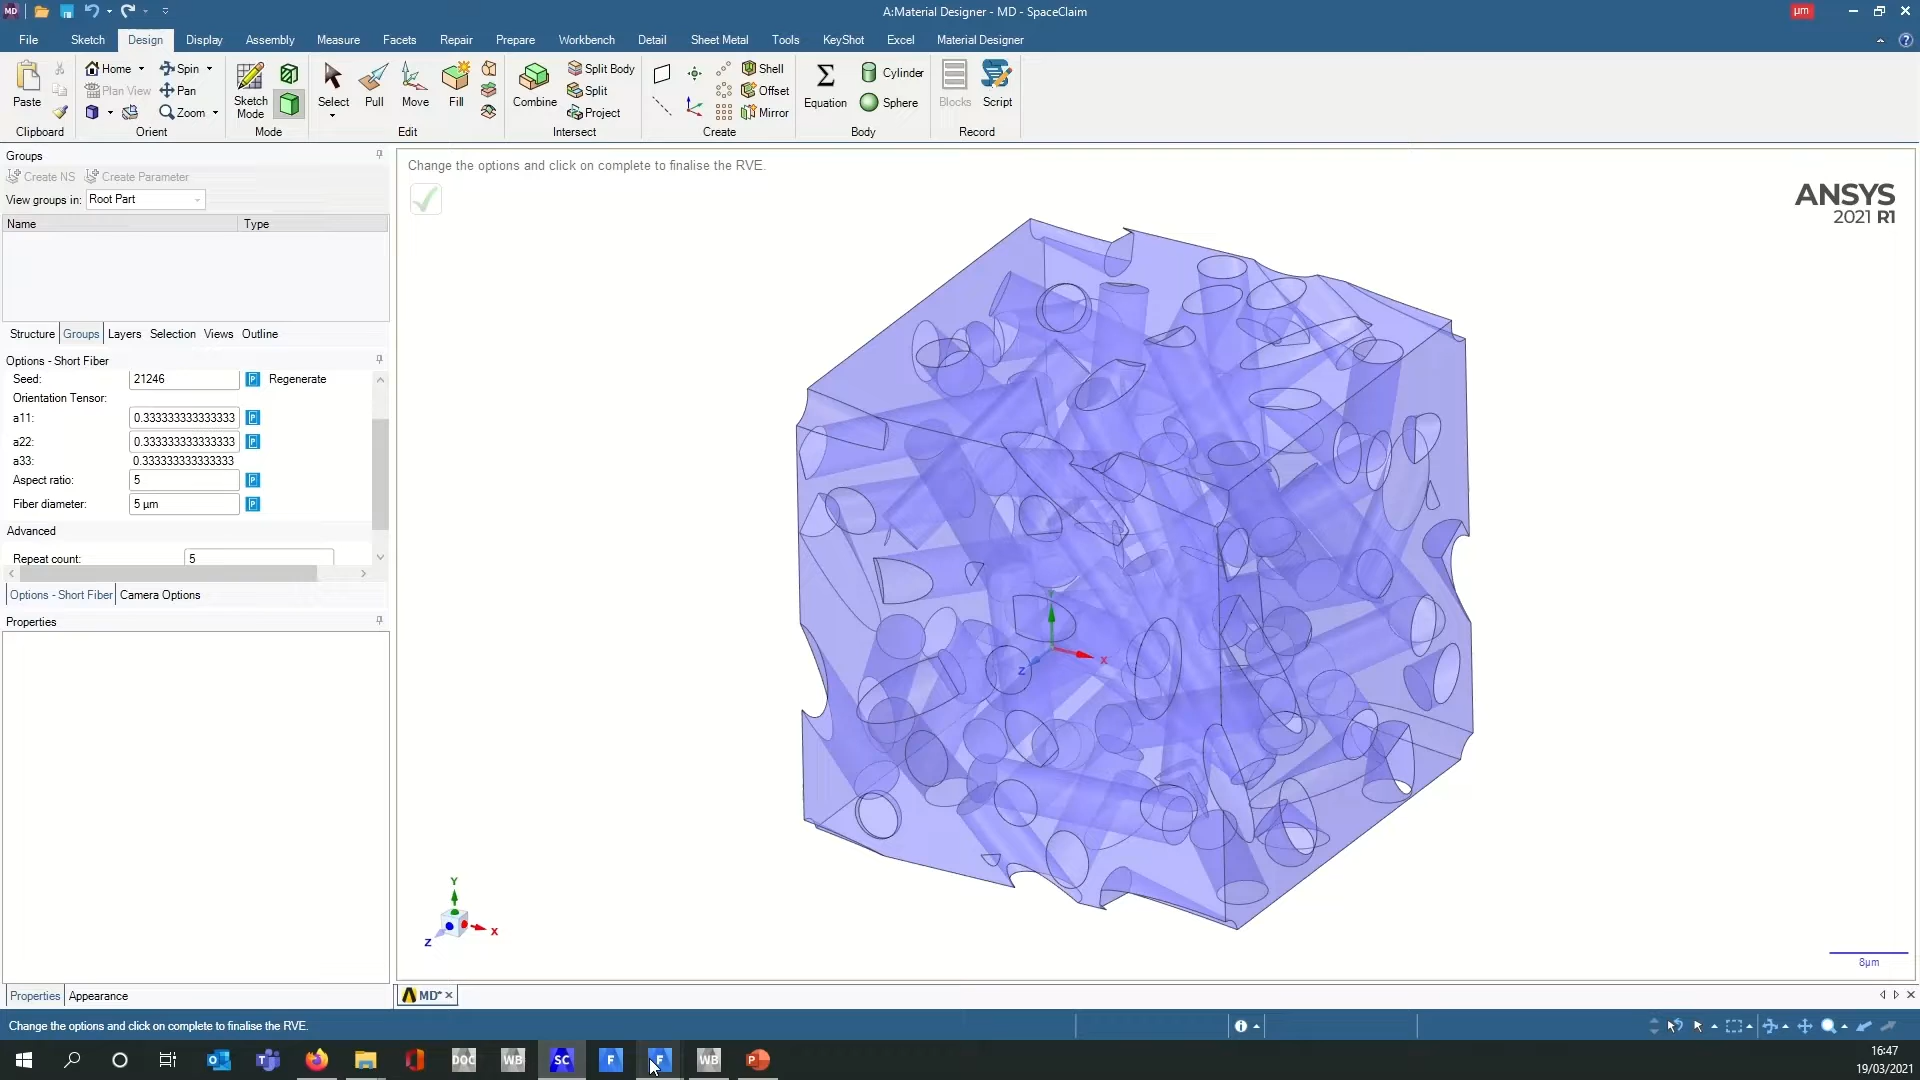 MD
A:Material Designer - MD - SpaceClaim
µm
File Sketch Design Display Assembly Measure Facets Repair Prepare Workbench Detail Sheet Metal Tools KeyShot Excel Material Designer
Paste
Clipboard
Home
Plan View
Spin
Pan
Zoom
Orient
Sketch
Mode
Mode
Select
Pull
Move
Fill
Edit
Combine
Split Body
Split
Project
Intersect
Shell
Offset
Mirror
Create
Equation
Cylinder
Sphere
Body
Blocks
Script
Record
Groups
Create NS Create Parameter
View groups in: Root Part
Name Type
Structure Groups Layers Selection Views Outline
Options - Short Fiber
Seed: 21246 Regenerate
Orientation Tensor:
a11: 0.333333333333333
a22: 0.333333333333333
a33: 0.333333333333333
Aspect ratio: 5
Fiber diameter: 5 µm
Advanced
Repeat count: 5
Options - Short Fiber Camera Options
Properties
Properties Appearance
Change the options and click on complete to finalise the RVE.
ANSYS
2021 R1
Y
X
Z
Y
X
Z
8µm
MD*
Change the options and click on complete to finalise the RVE.
DOC WB SC F F WB
16:47
19/03/2021